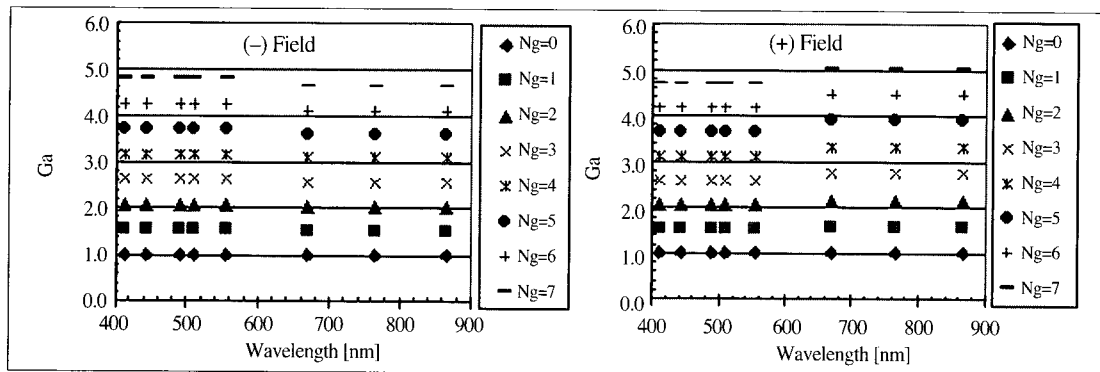 (–) Field
6.0
5.0
4.0
3.0
2.0
1.0
0.0
Ga
400 500 600 700 800 900
Wavelength [nm]
Ng=0
Ng=1
Ng=2
Ng=3
Ng=4
Ng=5
Ng=6
Ng=7
(+) Field
6.0
5.0
4.0
3.0
2.0
1.0
0.0
Ga
400 500 600 700 800 900
Wavelength [nm]
Ng=0
Ng=1
Ng=2
Ng=3
Ng=4
Ng=5
Ng=6
Ng=7